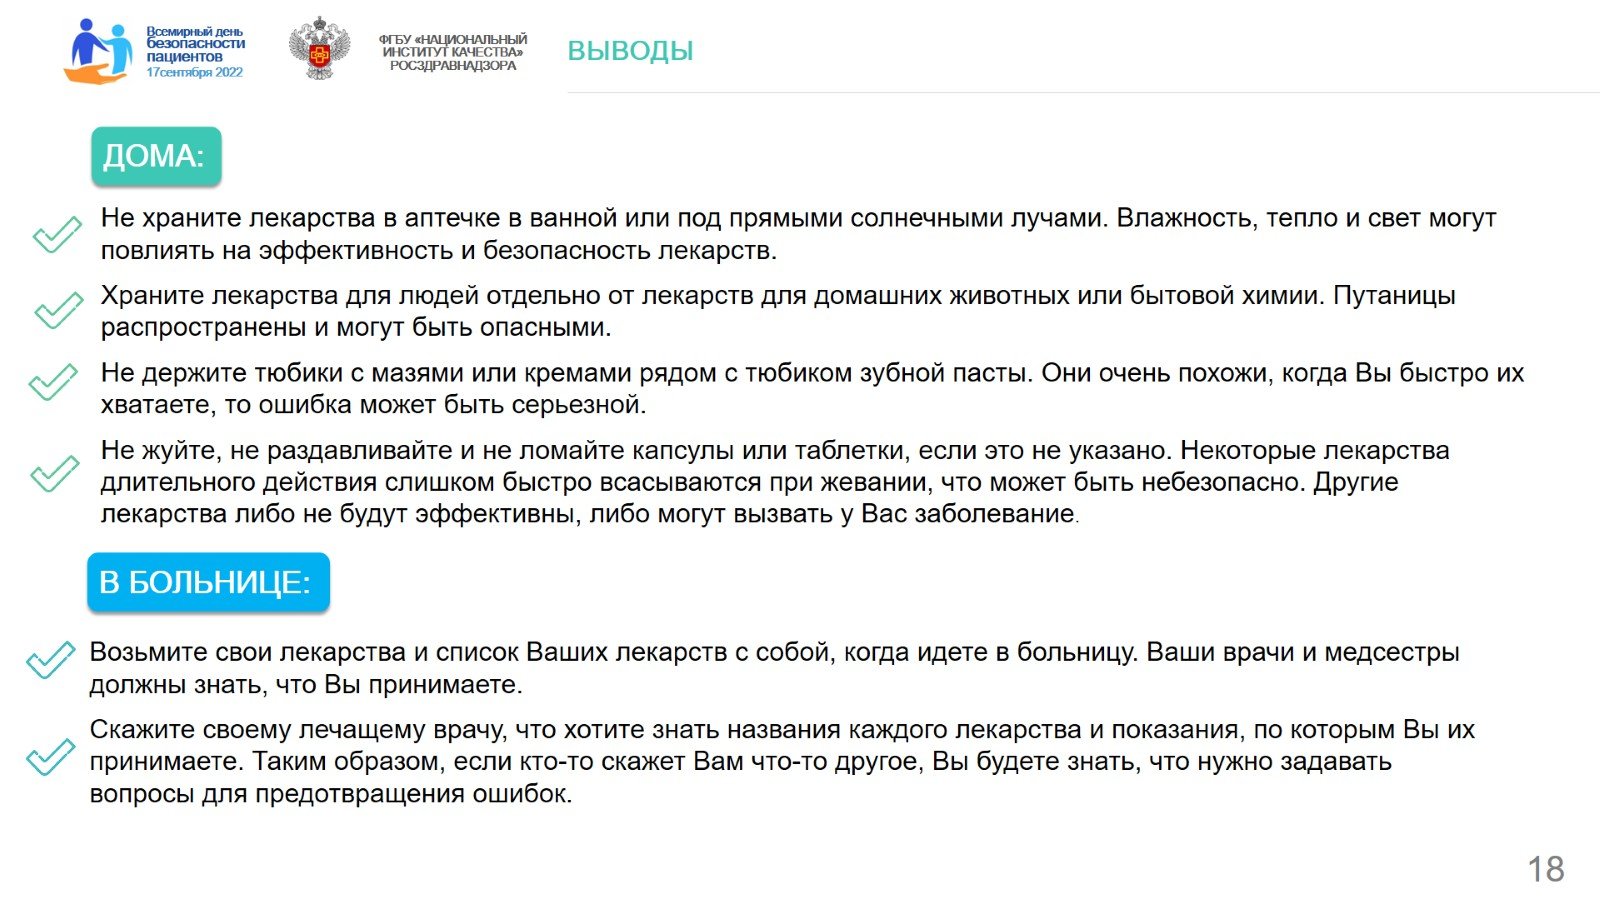 Всемирный день
безопасности
пациентов
17сентября 2022
ФГБУ «НАЦИОНАЛЬНЫЙ
ИНСТИТУТ КАЧЕСТВА»
РОСЗДРАВНАДЗОРА
ВЫВОДЫ
ДОМА:
Не храните лекарства в аптечке в ванной или под прямыми солнечными лучами. Влажность, тепло и свет могут
повлиять на эффективность и безопасность лекарств.
Храните лекарства для людей отдельно от лекарств для домашних животных или бытовой химии. Путаницы
распространены и могут быть опасными.
Не держите тюбики с мазями или кремами рядом с тюбиком зубной пасты. Они очень похожи, когда Вы быстро их
хватаете, то ошибка может быть серьезной.
Не жуйте, не раздавливайте и не ломайте капсулы или таблетки, если это не указано. Некоторые лекарства
длительного действия слишком быстро всасываются при жевании, что может быть небезопасно. Другие
лекарства либо не будут эффективны, либо могут вызвать у Вас заболевание.
В БОЛЬНИЦЕ:
Возьмите свои лекарства и список Ваших лекарств с собой, когда идете в больницу. Ваши врачи и медсестры
должны знать, что Вы принимаете.
Скажите своему лечащему врачу, что хотите знать названия каждого лекарства и показания, по которым Вы их
принимаете. Таким образом, если кто-то скажет Вам что-то другое, Вы будете знать, что нужно задавать
вопросы для предотвращения ошибок.
18